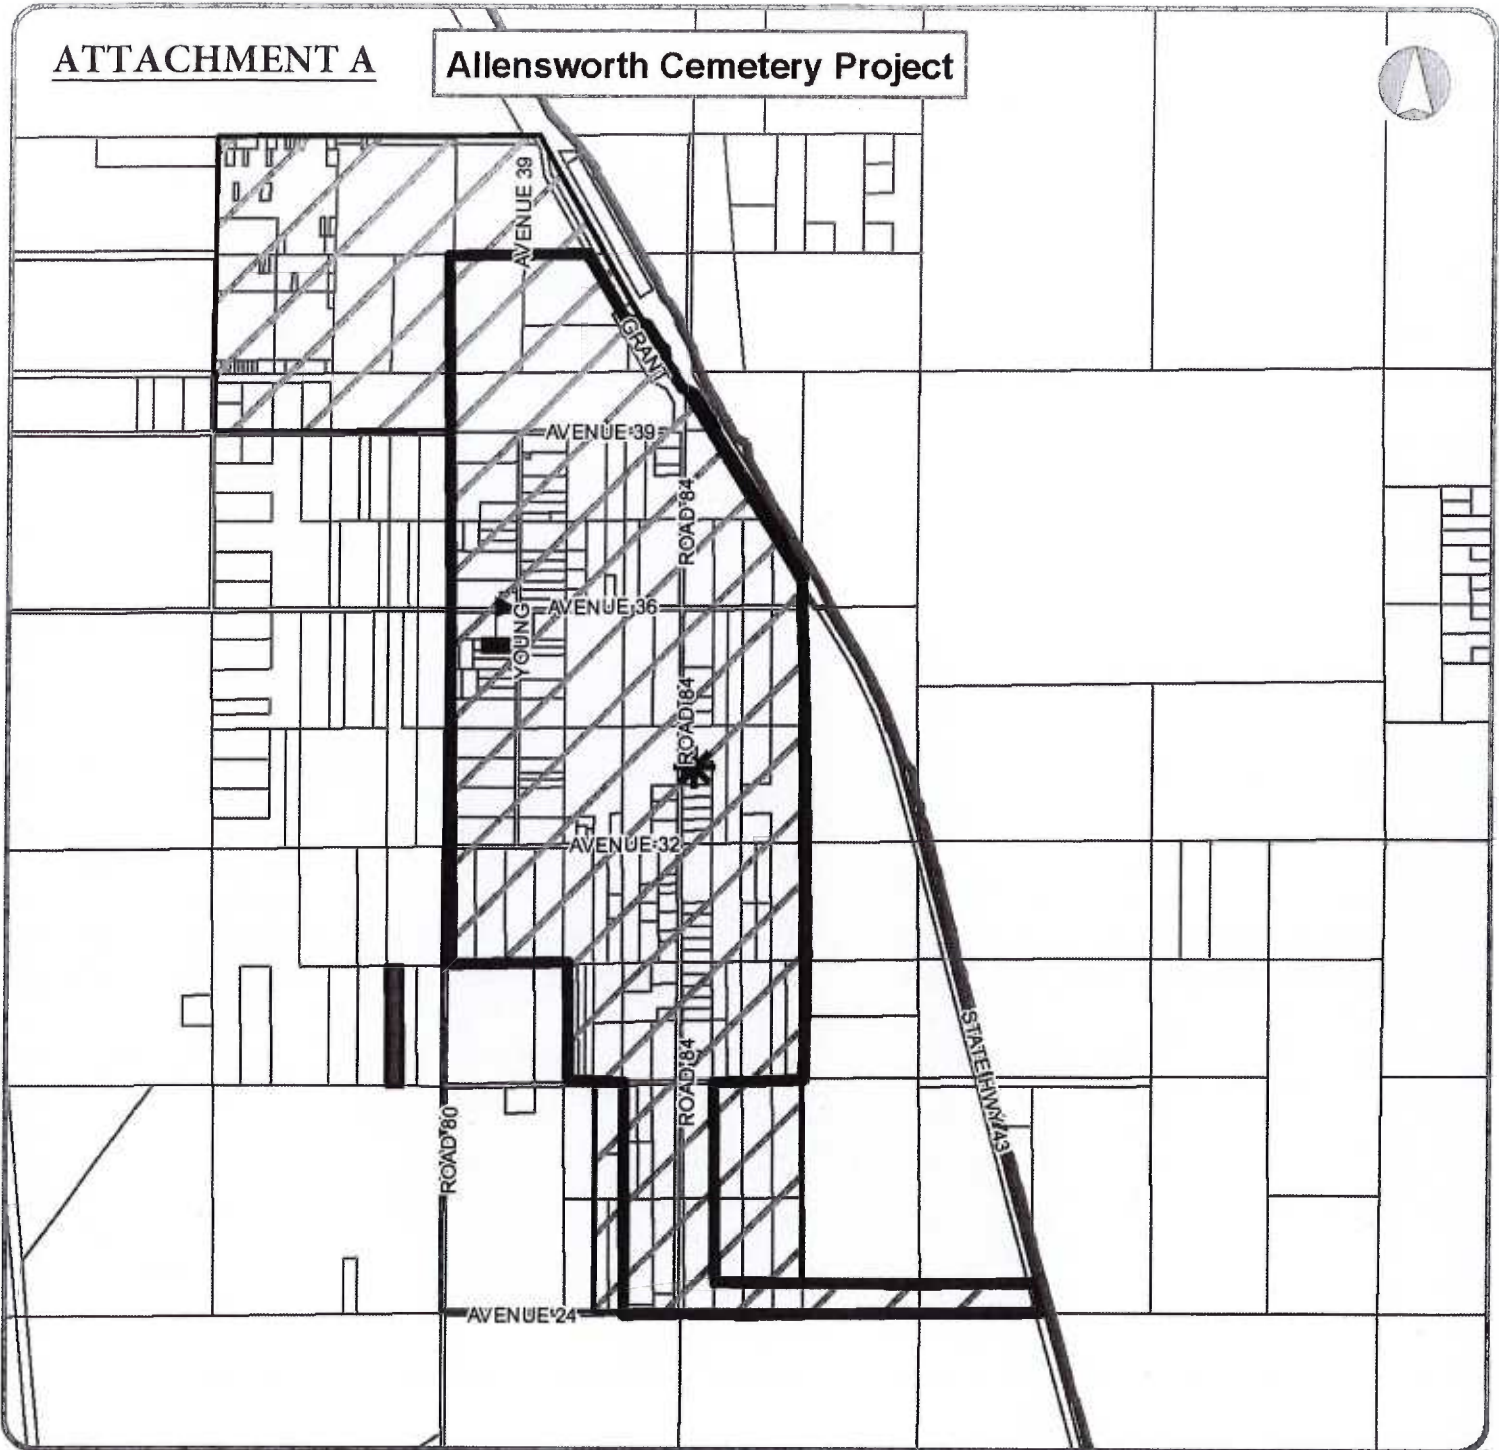 ATTACHMENT A
Allensworth Cemetery Project
AVENUE 39
GRANT
AVENUE 39
ROAD 84
AVENUE 36
YOUNG
ROAD 84
AVENUE 32
STATE HWY 43
ROAD 84
ROAD 80
AVENUE 24